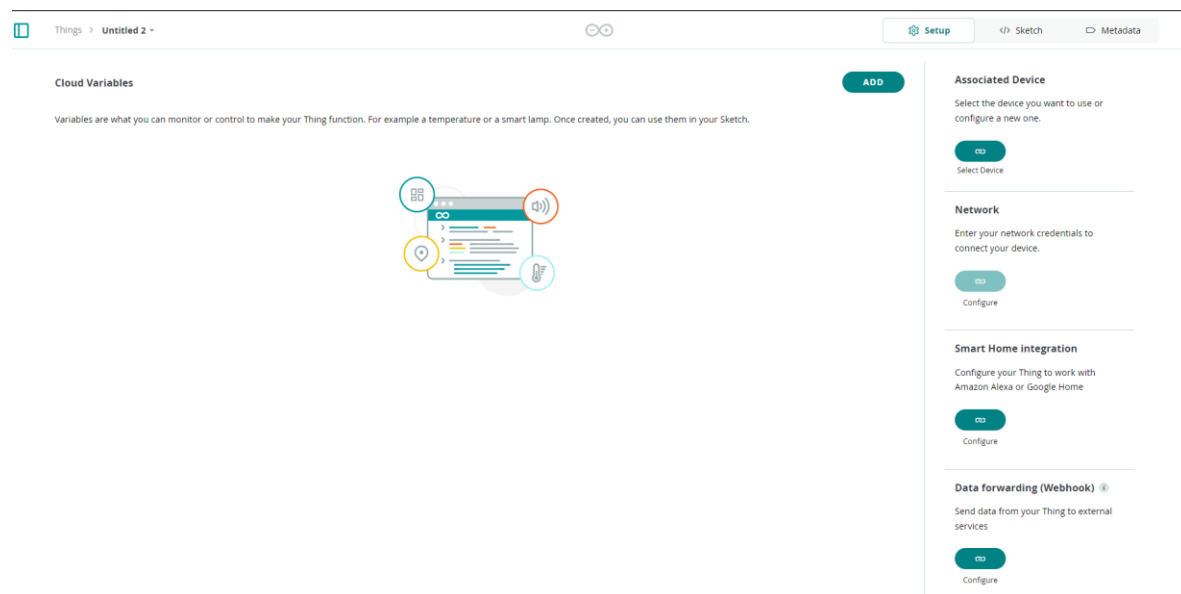 Things > Untitled 2
Setup
</> Sketch
Metadata
Cloud Variables
ADD
Variables are what you can monitor or control to make your Thing function. For example a temperature or a smart lamp. Once created, you can use them in your Sketch.
Associated Device
Select the device you want to use or
configure a new one.
Select Device
Network
Enter your network credentials to
connect your device.
Configure
Smart Home integration
Configure your Thing to work with
Amazon Alexa or Google Home
Configure
Data forwarding (Webhook) i
Send data from your Thing to external
services
Configure